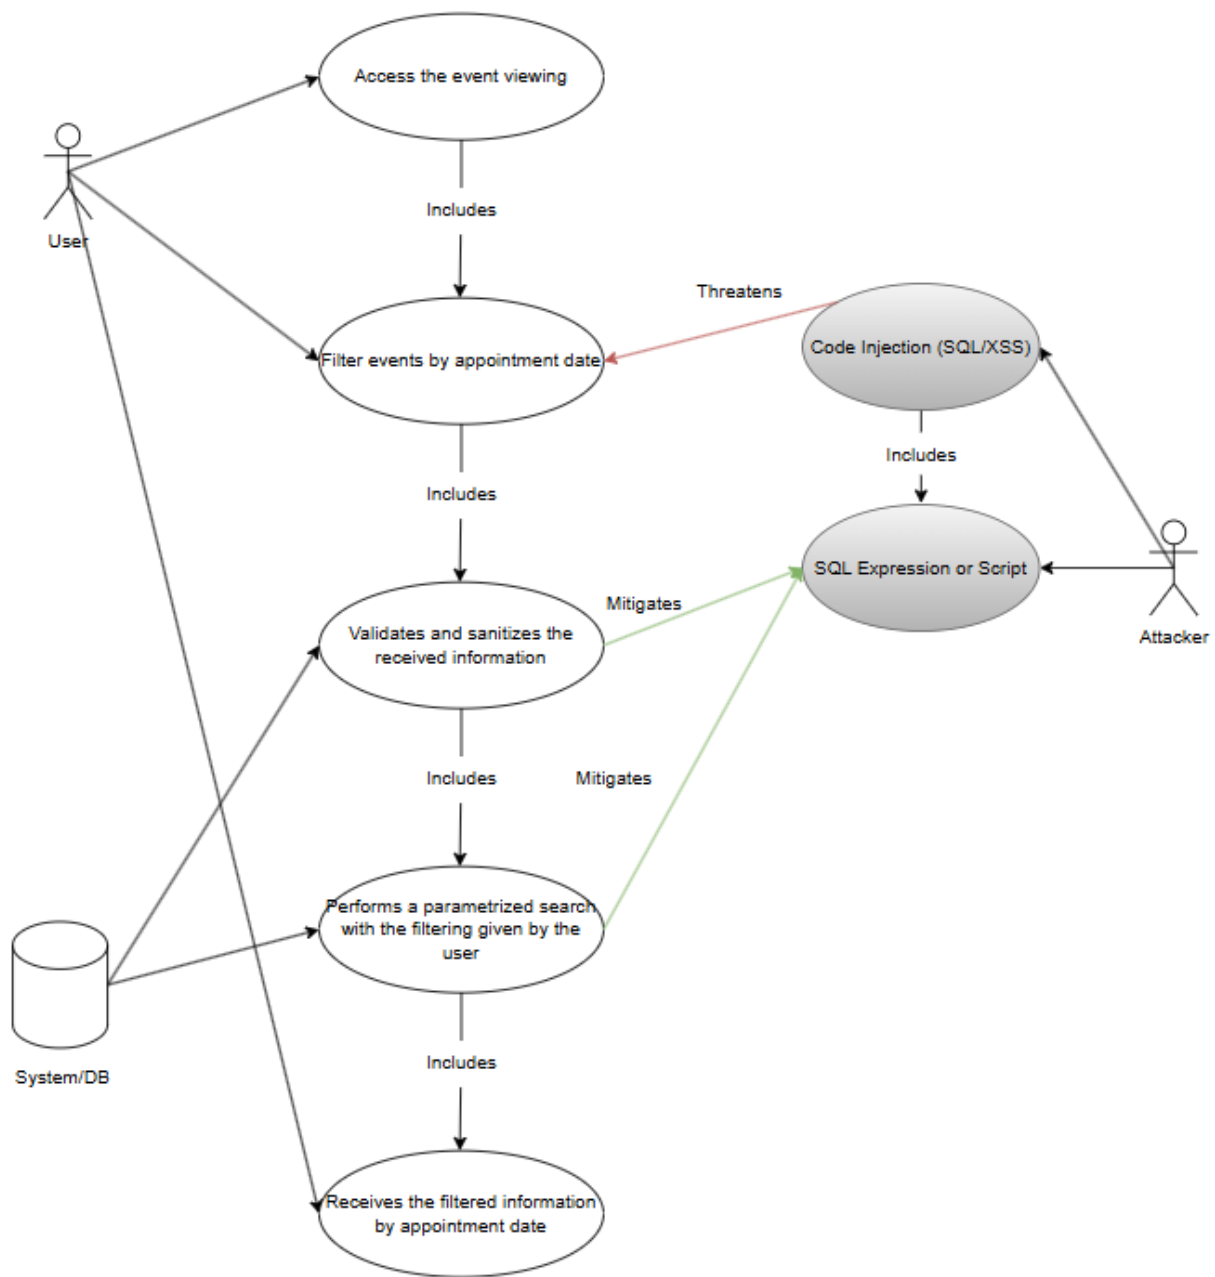 Access the event viewing
Includes
User
Threatens
Filter events by appointment date
Code Injection (SQL/XSS)
Includes
Includes
SQL Expression or Script
Mitigates
Validates and sanitizes the
received information
Attacker
Includes
Mitigates
Performs a parametrized search
with the filtering given by the
user
Includes
System/DB
Receives the filtered information
by appointment date